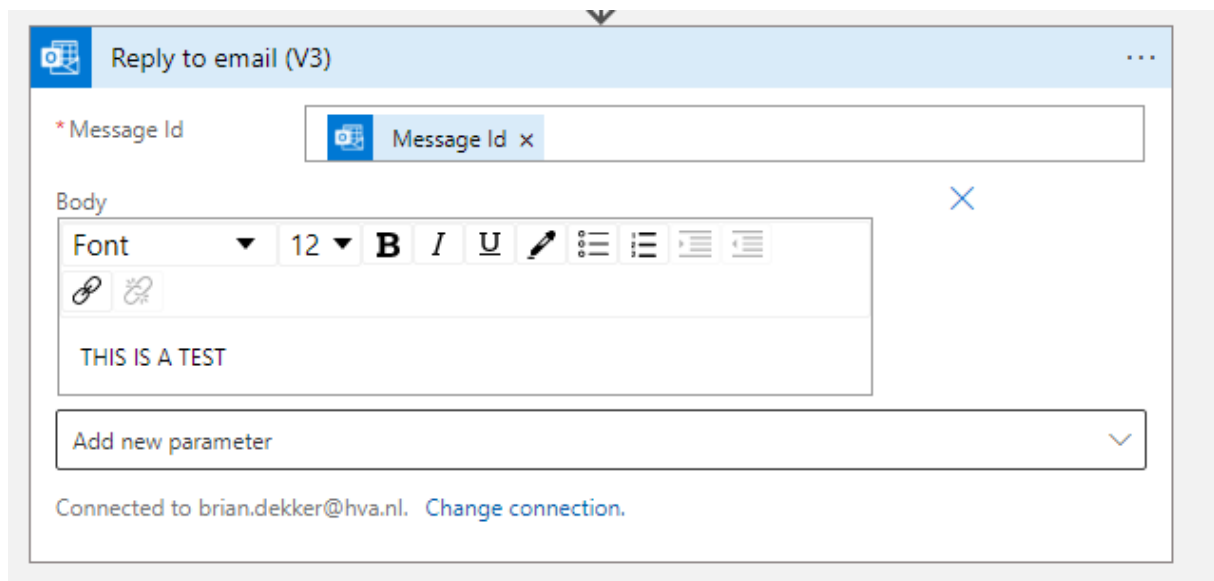 Reply to email (V3)
* Message Id
Message Id ×
Body
Font 12 B I U
THIS IS A TEST
Add new parameter
Connected to brian.dekker@hva.nl. Change connection.